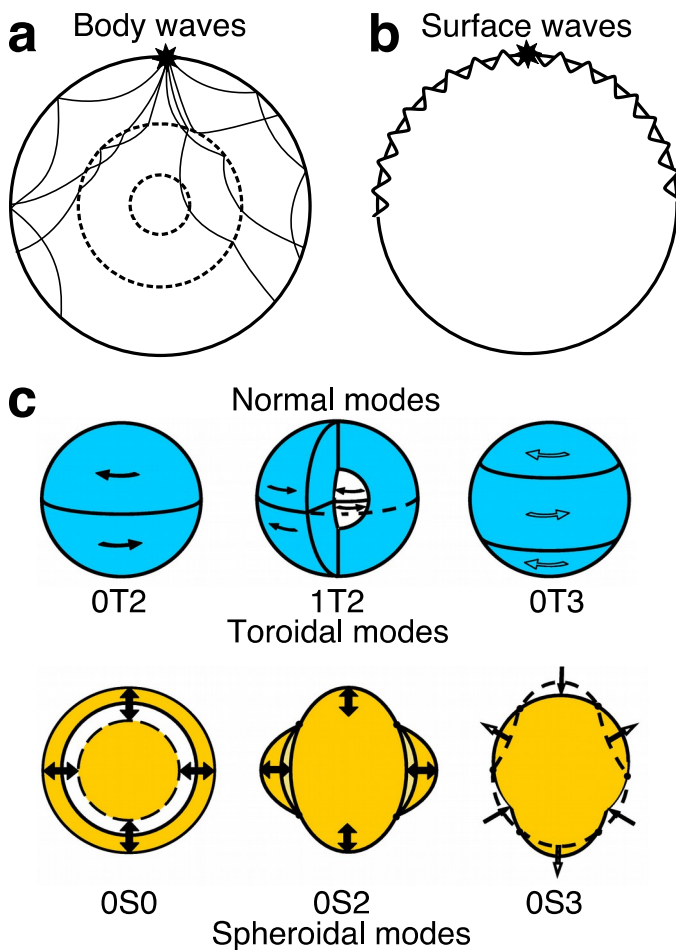 a Body waves
b Surface waves
c
Normal modes
0T2 1T2 0T3
Toroidal modes
0S0 0S2 0S3
Spheroidal modes